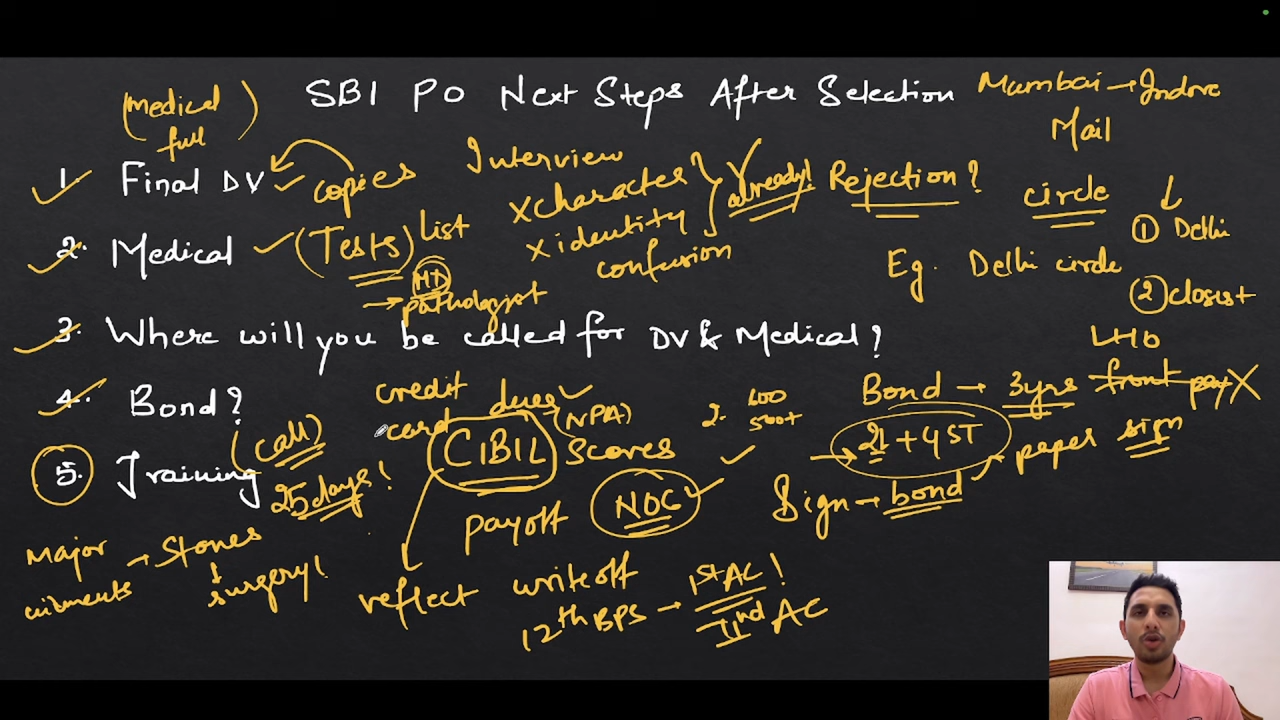 SBI PO Next Steps After Selection
(Medical full)
Mumbai → Indore
Mail
1. Final DV
copies
Interview
x character
x identity
confusion
already!
Rejection?
circle
2. Medical
(Tests) list
→ pathologist
Eg. Delhi circle
① Delhi
② closest
LHO
3. Where will you be called for DV & Medical?
4. Bond?
credit card dues
(NPA)
CIBIL Scores
2.
Bond → 3yrs
front pay X
→ 2l + GST
Sign → bond
paper sign
5. Training
(call)
25 days!
payoff
NOC
Major ailments → Stones
surgery!
reflect
write off
12th BPS → 1st AC!
IInd AC